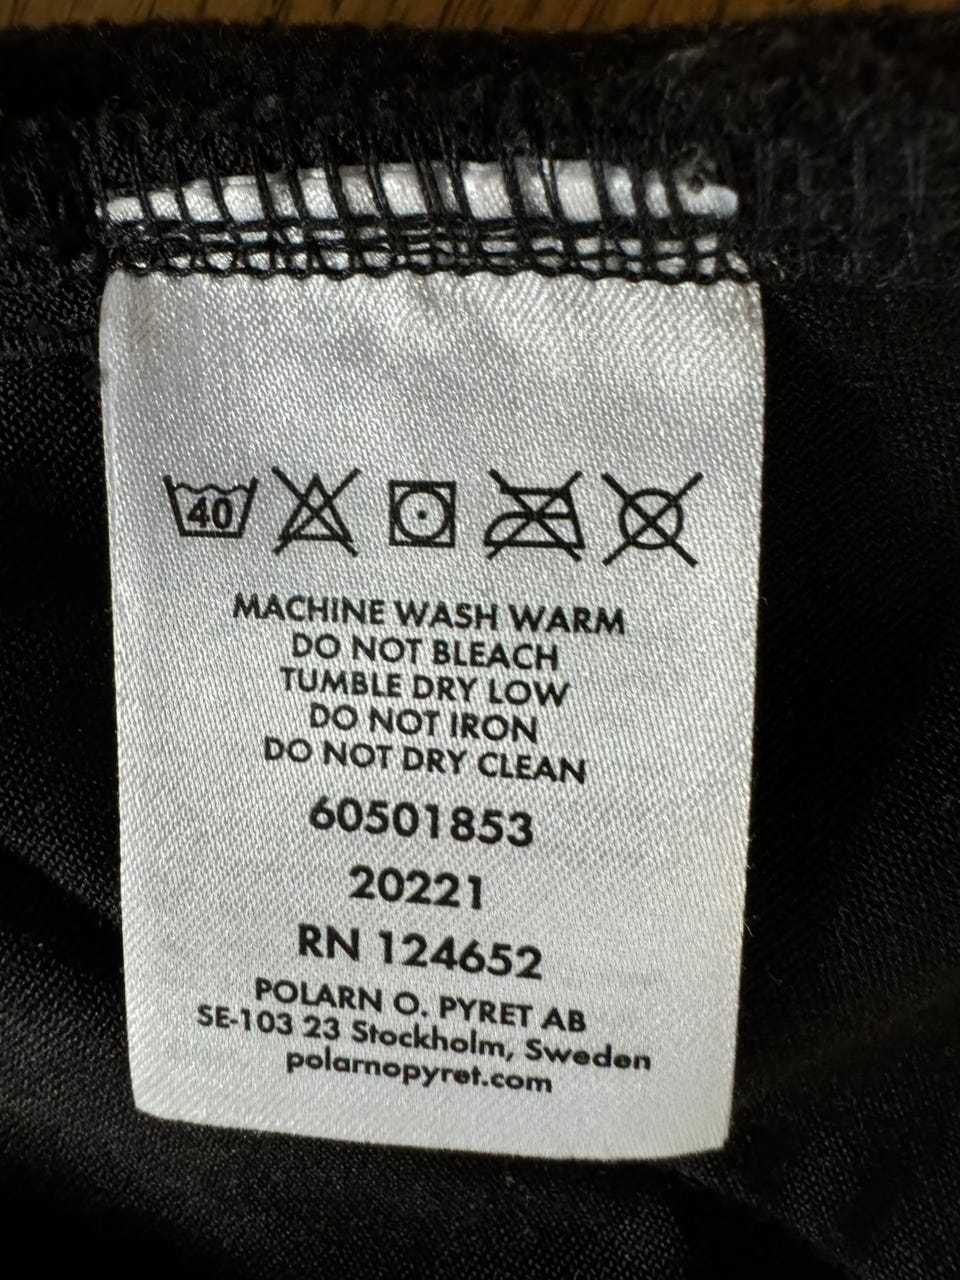 40
MACHINE WASH WARM
DO NOT BLEACH
TUMBLE DRY LOW
DO NOT IRON
DO NOT DRY CLEAN
60501853
20221
RN 124652
POLARN O. PYRET AB
SE-103 23 Stockholm, Sweden
polarnopyret.com